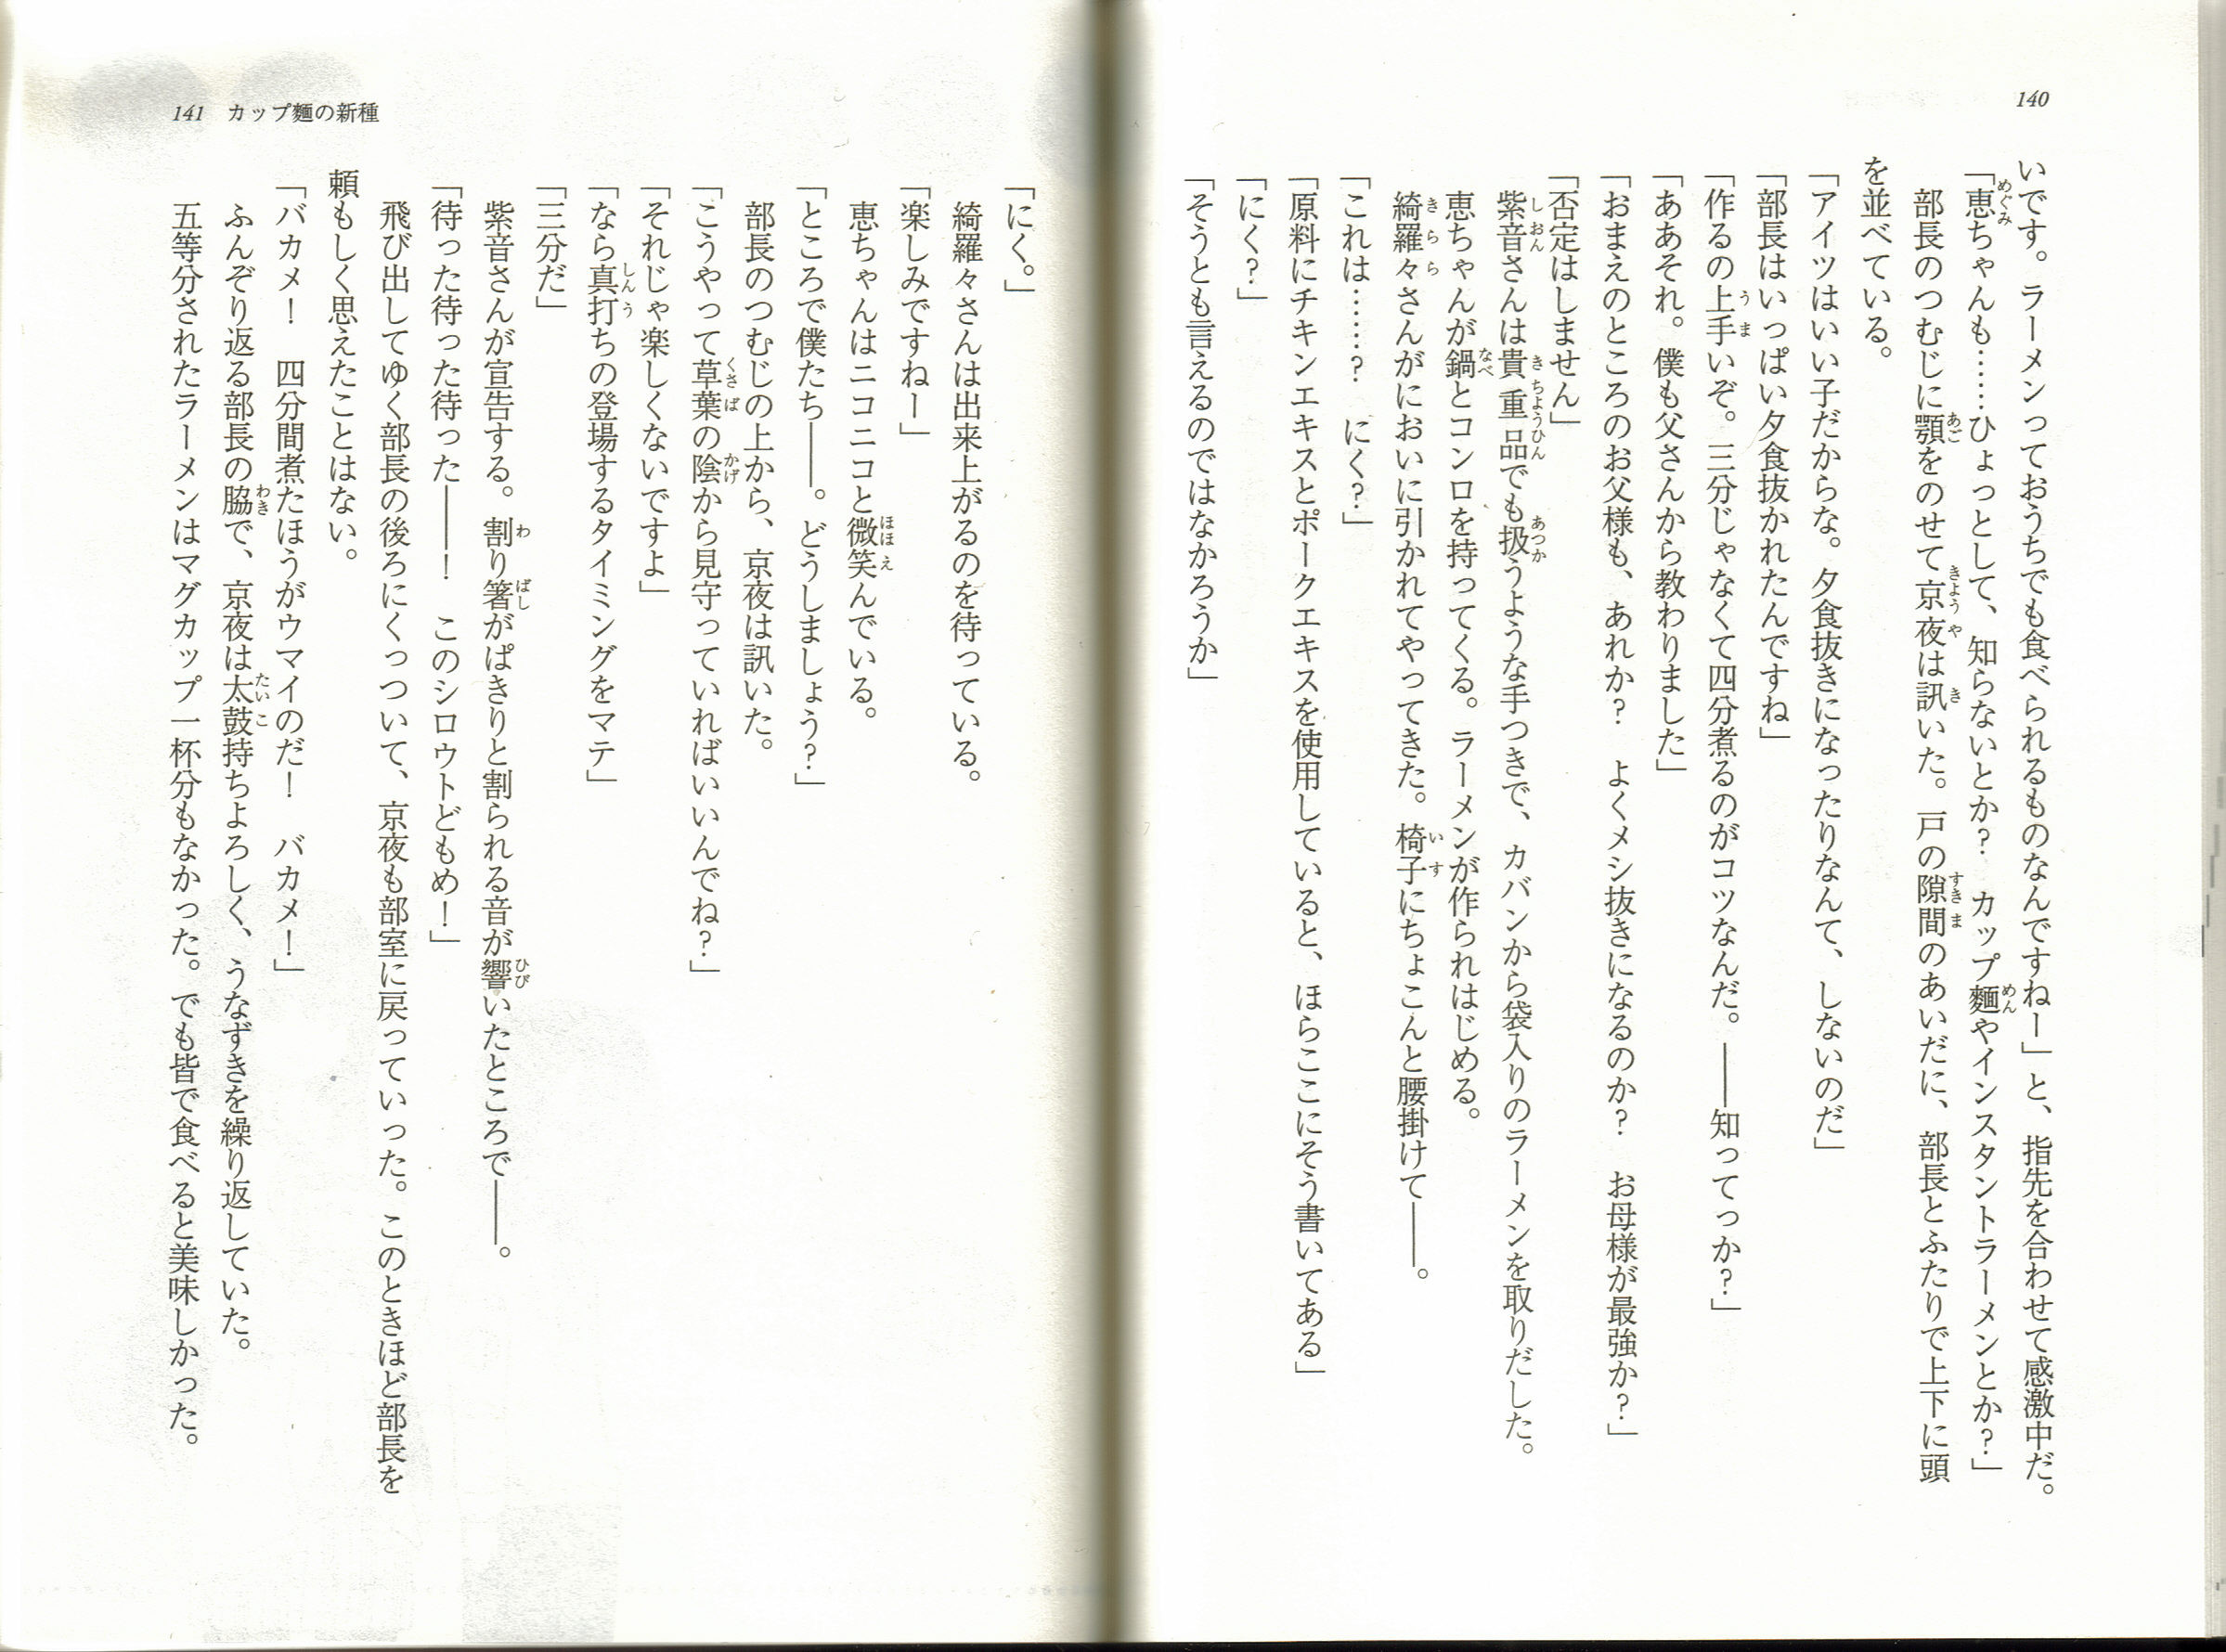 140
いです。ラーメンっておうちでも食べられるものなんですねー」と、指先を合わせて感激中だ。
「恵ちゃんも……ひょっとして、知らないとか？　カップ麵やインスタントラーメンとか？」
　部長のつむじに顎をのせて京夜は訊いた。戸の隙間のあいだに、部長とふたりで上下に頭
を並べている。
「アイツはいい子だからな。夕食抜きになったりなんて、しないのだ」
「部長はいっぱい夕食抜かれたんですね」
「作るの上手いぞ。三分じゃなくて四分煮るのがコツなんだ。――知ってっか？」
「ああそれ。僕も父さんから教わりました」
「おまえのところのお父様も、あれか？　よくメシ抜きになるのか？　お母様が最強か？」
「否定はしません」
　紫音さんは貴重品でも扱うような手つきで、カバンから袋入りのラーメンを取りだした。
　恵ちゃんが鍋とコンロを持ってくる。ラーメンが作られはじめる。
　綺羅々さんがにおいに引かれてやってきた。椅子にちょこんと腰掛けて――。
「これは……？　にく？」
「原料にチキンエキスとポークエキスを使用していると、ほらここにそう書いてある」
「にく？」
「そうとも言えるのではなかろうか」
141　カップ麵の新種
「にく。」
　綺羅々さんは出来上がるのを待っている。
「楽しみですねー」
　恵ちゃんはニコニコと微笑んでいる。
「ところで僕たち――。どうしましょう？」
　部長のつむじの上から、京夜は訊いた。
「こうやって草葉の陰から見守っていればいいんでね？」
「それじゃ楽しくないですよ」
「なら真打ちの登場するタイミングをマテ」
「三分だ」
　紫音さんが宣告する。割り箸がぱきりと割られる音が響いたところで――。
「待った待った待った――！　このシロウトどもめ！」
　飛び出してゆく部長の後ろにくっついて、京夜も部室に戻っていった。このときほど部長を
頼もしく思えたことはない。
「バカメ！　四分間煮たほうがウマイのだ！　バカメ！」
　ふんぞり返る部長の脇で、京夜は太鼓持ちよろしく、うなずきを繰り返していた。
　五等分されたラーメンはマグカップ一杯分もなかった。でも皆で食べると美味しかった。